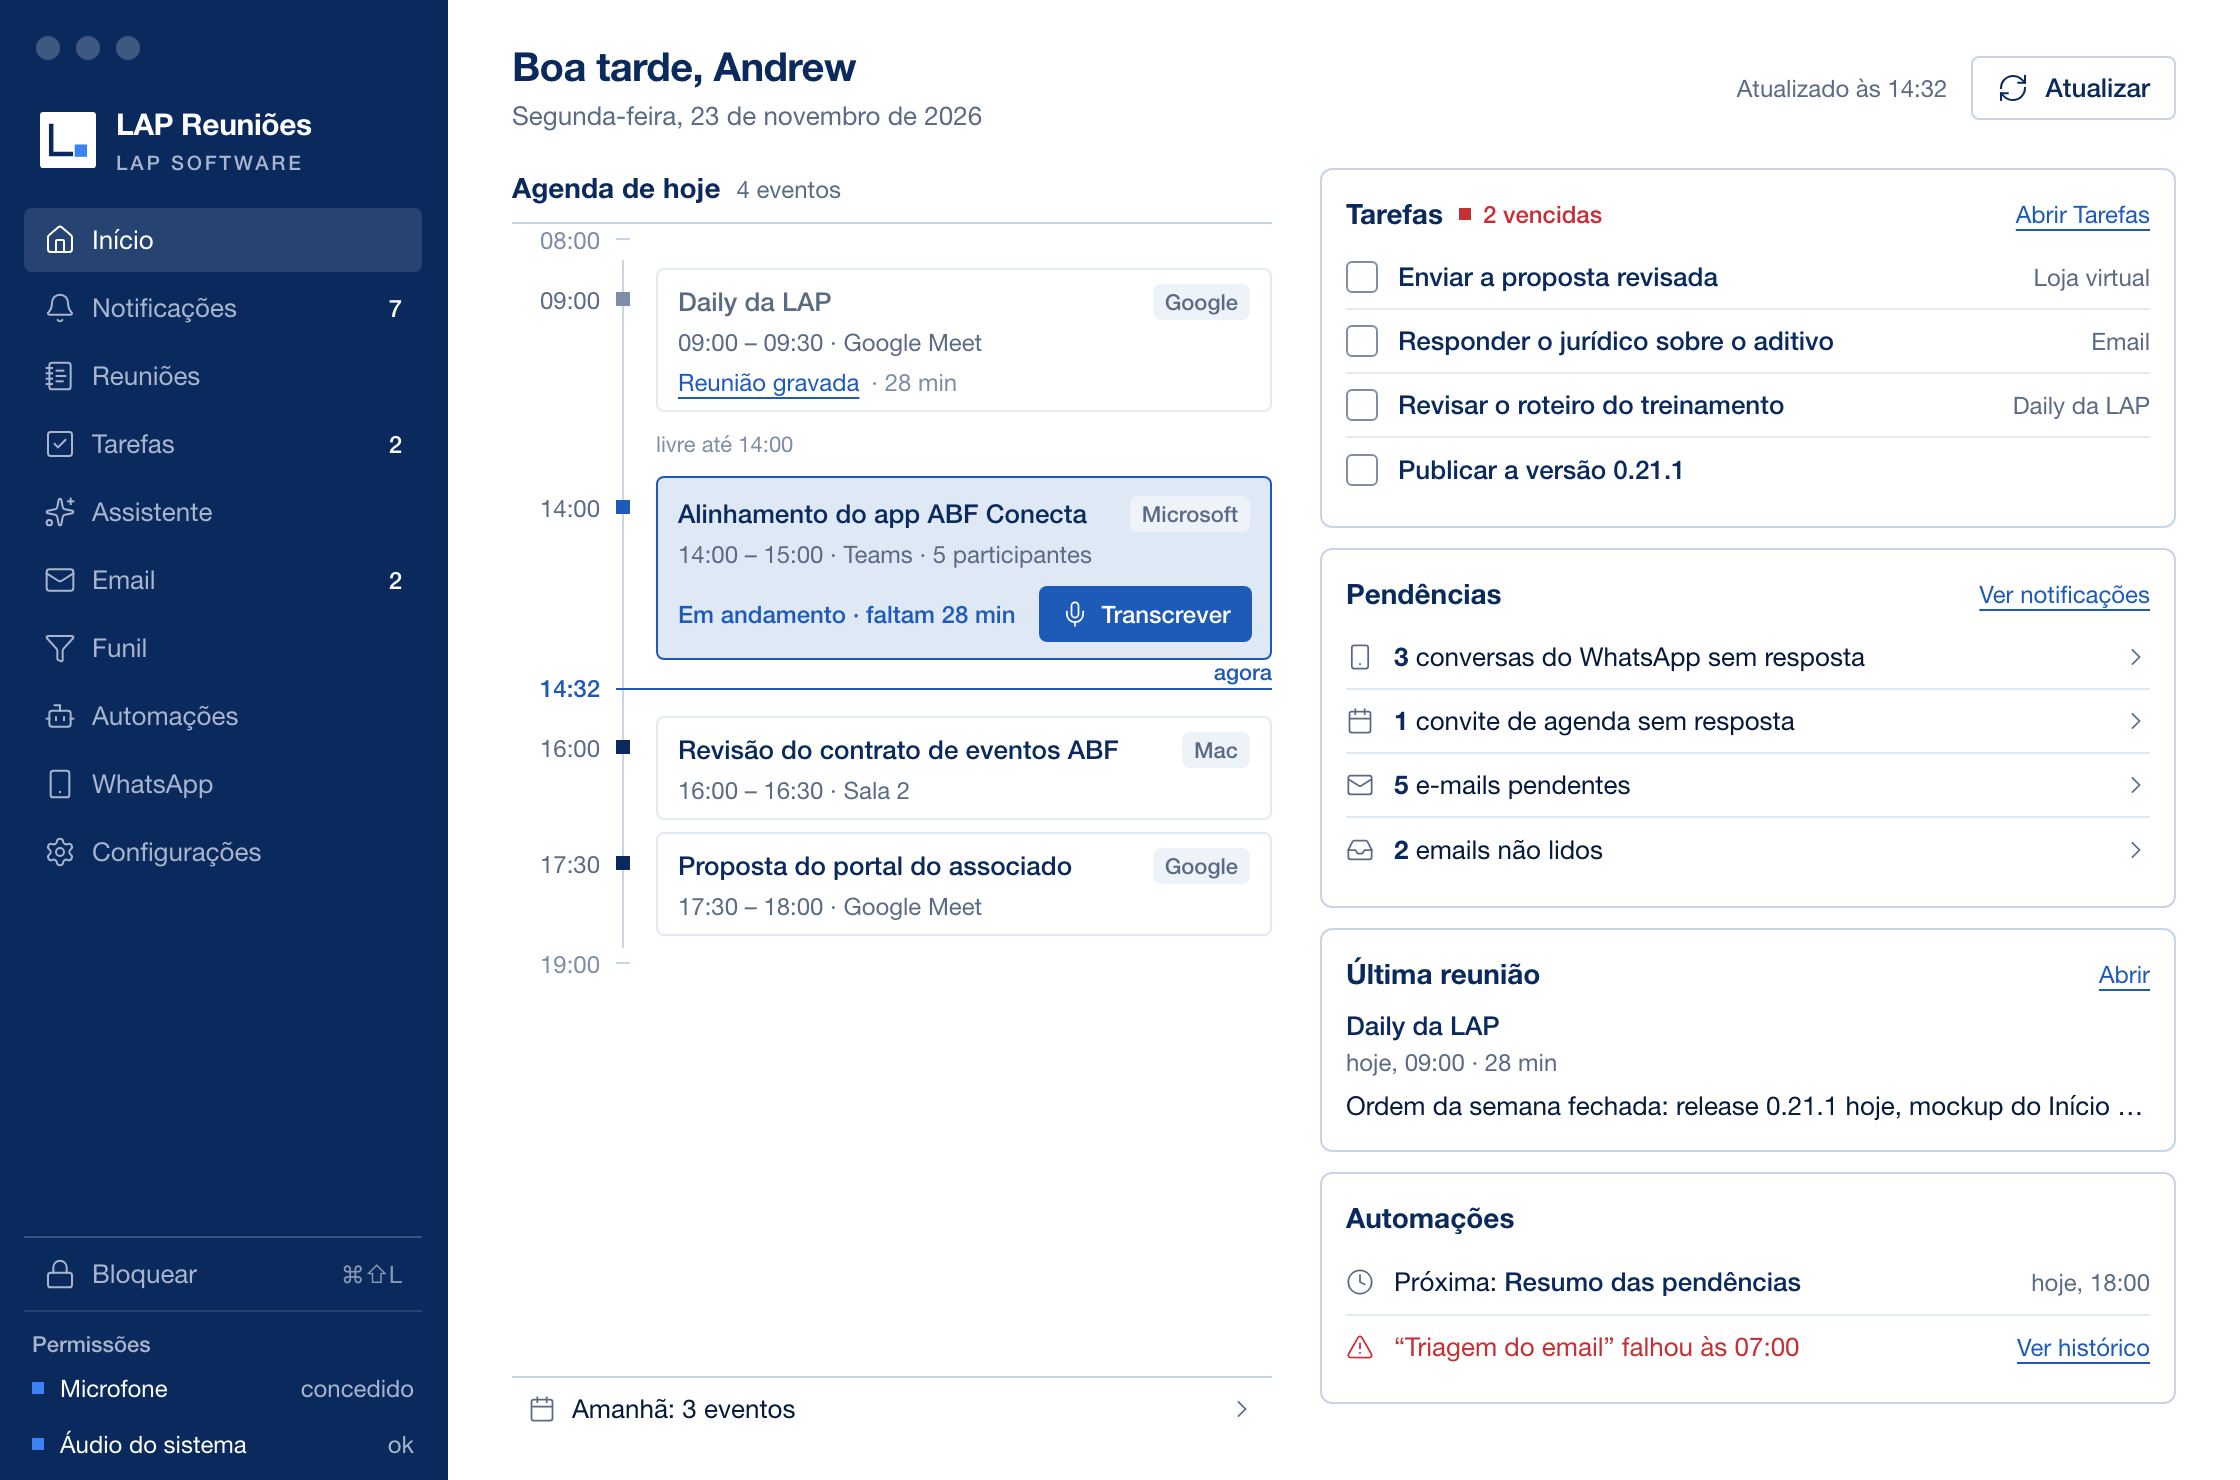 LAP Reuniões
LAP SOFTWARE
Início
Notificações 7
Reuniões
Tarefas 2
Assistente
Email 2
Funil
Automações
WhatsApp
Configurações
Bloquear ⌘⇧L
Permissões
Microfone concedido
Áudio do sistema ok
Boa tarde, Andrew
Segunda-feira, 23 de novembro de 2026
Atualizado às 14:32
Atualizar
Agenda de hoje 4 eventos
08:00
09:00
Daily da LAP Google
09:00 – 09:30 · Google Meet
Reunião gravada · 28 min
livre até 14:00
14:00
Alinhamento do app ABF Conecta Microsoft
14:00 – 15:00 · Teams · 5 participantes
Em andamento · faltam 28 min Transcrever
agora
14:32
16:00
Revisão do contrato de eventos ABF Mac
16:00 – 16:30 · Sala 2
17:30
Proposta do portal do associado Google
17:30 – 18:00 · Google Meet
19:00
Amanhã: 3 eventos
Tarefas 2 vencidas Abrir Tarefas
Enviar a proposta revisada Loja virtual
Responder o jurídico sobre o aditivo Email
Revisar o roteiro do treinamento Daily da LAP
Publicar a versão 0.21.1
Pendências Ver notificações
3 conversas do WhatsApp sem resposta
1 convite de agenda sem resposta
5 e-mails pendentes
2 emails não lidos
Última reunião Abrir
Daily da LAP
hoje, 09:00 · 28 min
Ordem da semana fechada: release 0.21.1 hoje, mockup do Início …
Automações
Próxima: Resumo das pendências hoje, 18:00
“Triagem do email” falhou às 07:00 Ver histórico